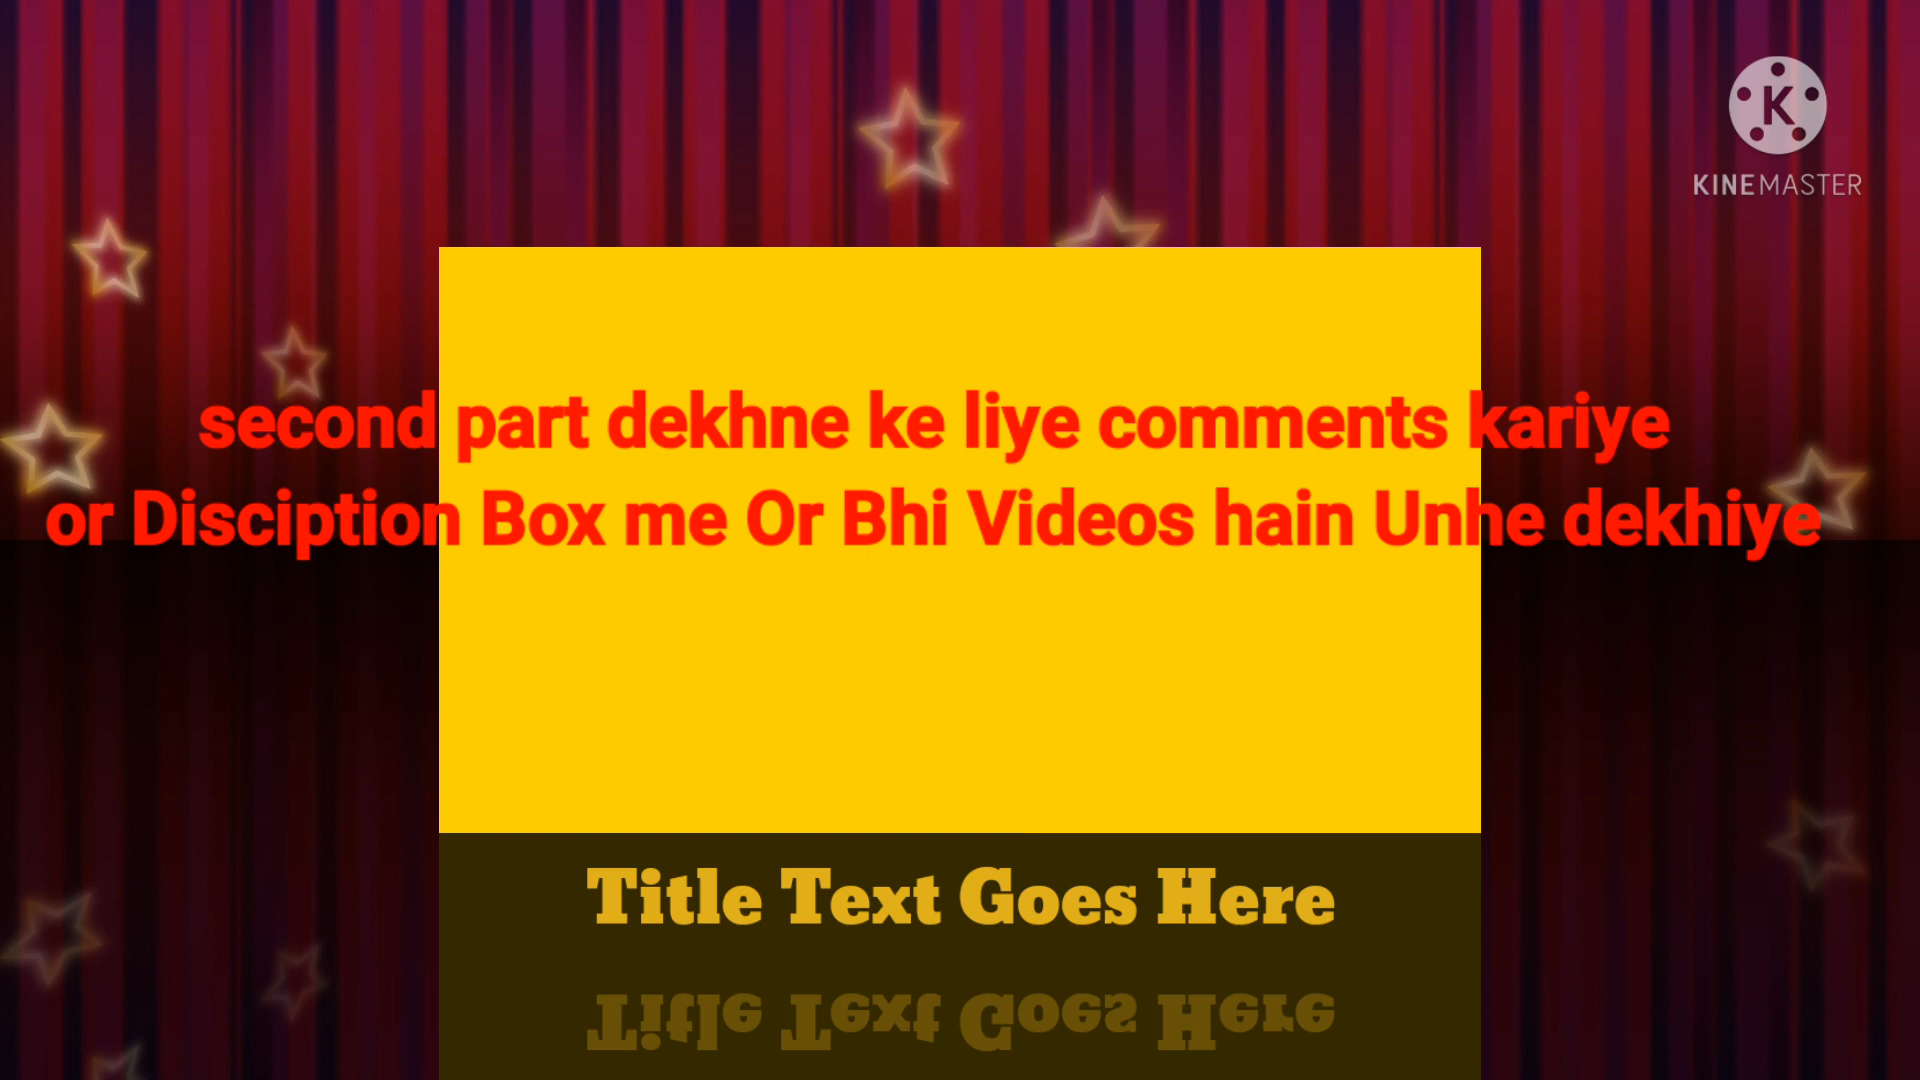 K
KINEMASTER
second part dekhne ke liye comments kariye
or Disciption Box me Or Bhi Videos hain Unhe dekhiye
Title Text Goes Here
Title Text Goes Here